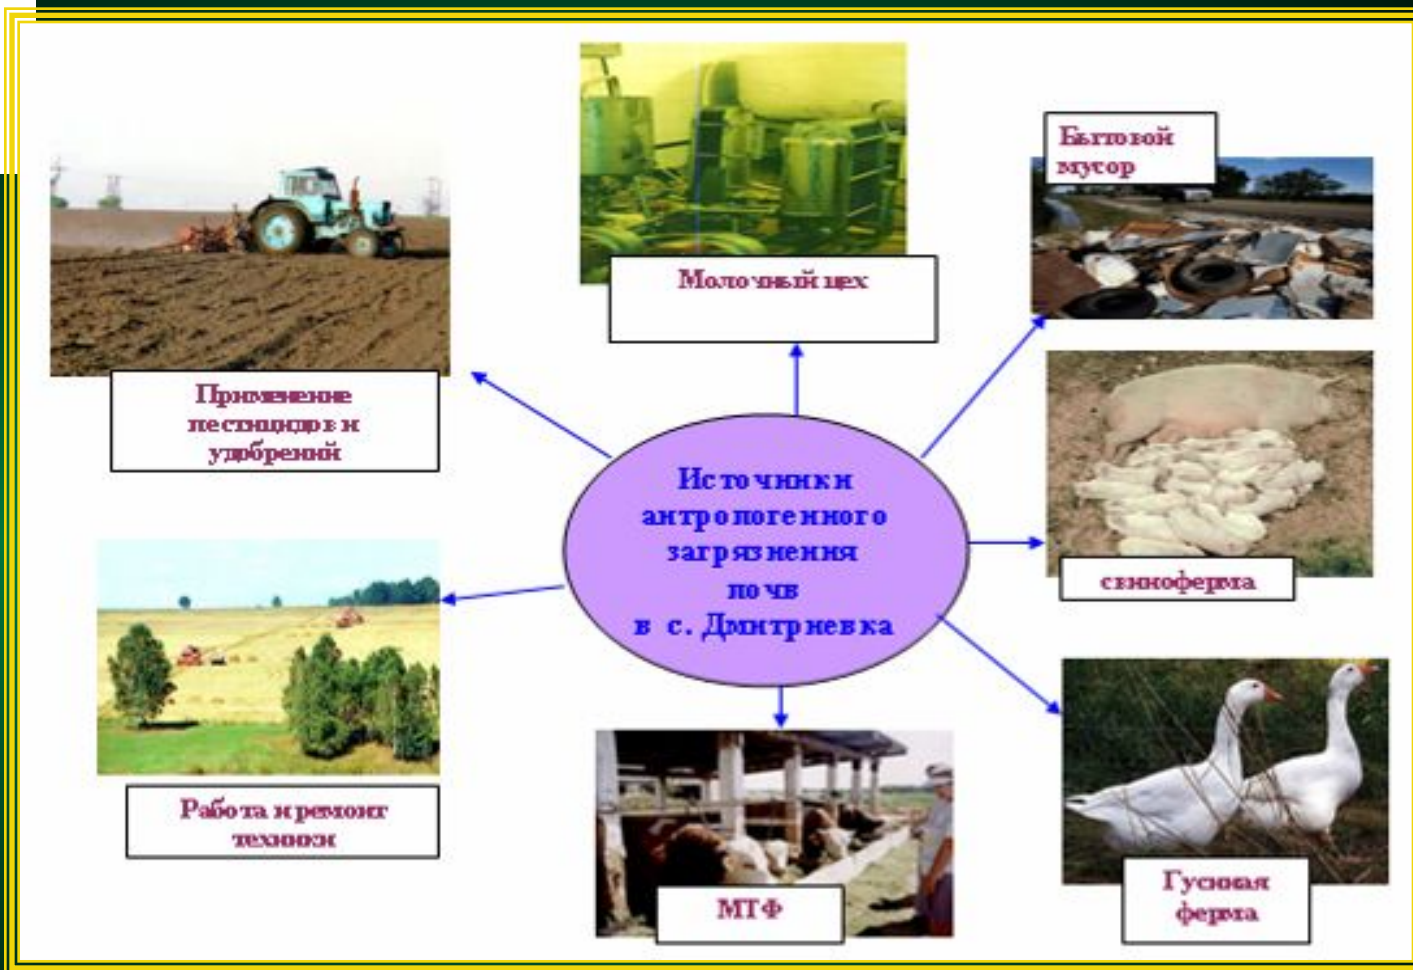 Молочный цех
Бытовой
мусор
Применение
пестицидов и
удобрений
Источники
антропогенного
загрязнения
почв
в с. Дмитриевка
свиноферма
Работа и ремонт
техники
МТФ
Гусиная
ферма